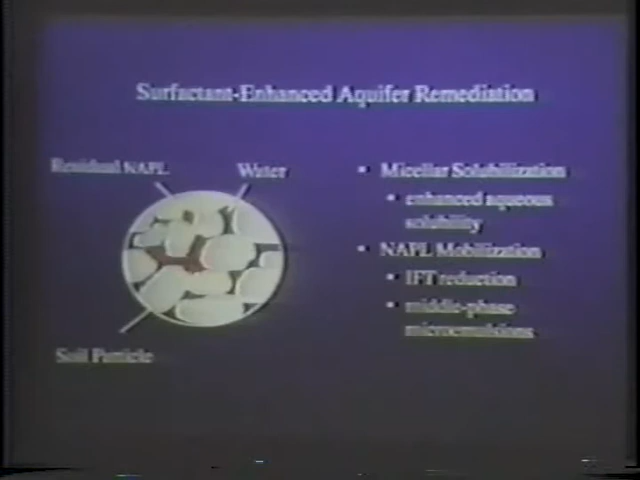 Surfactant-Enhanced Aquifer Remediation
Residual NAPL
Water
Soil Particle
• Micellar Solubilization
• enhanced aqueous
solubility
• NAPL Mobilization
• IFT reduction
• middle-phase
microemulsions